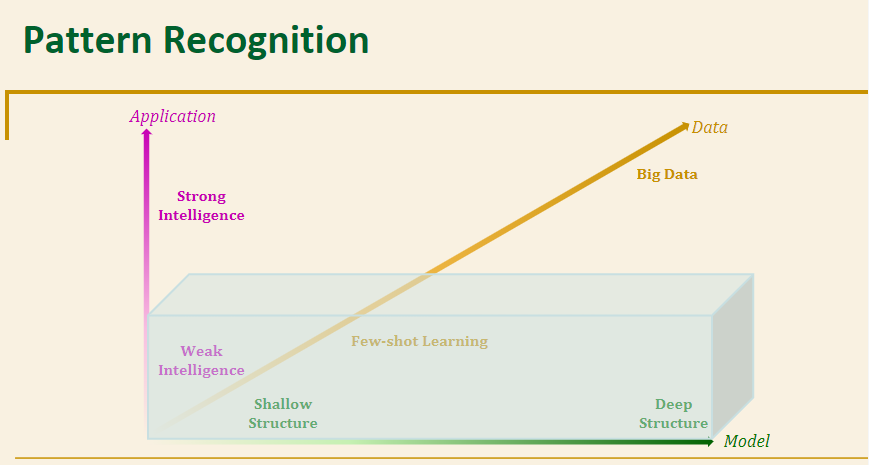 Pattern Recognition
Application
Data
Big Data
Strong
Intelligence
Few-shot Learning
Weak
Intelligence
Shallow
Structure
Deep
Structure
Model